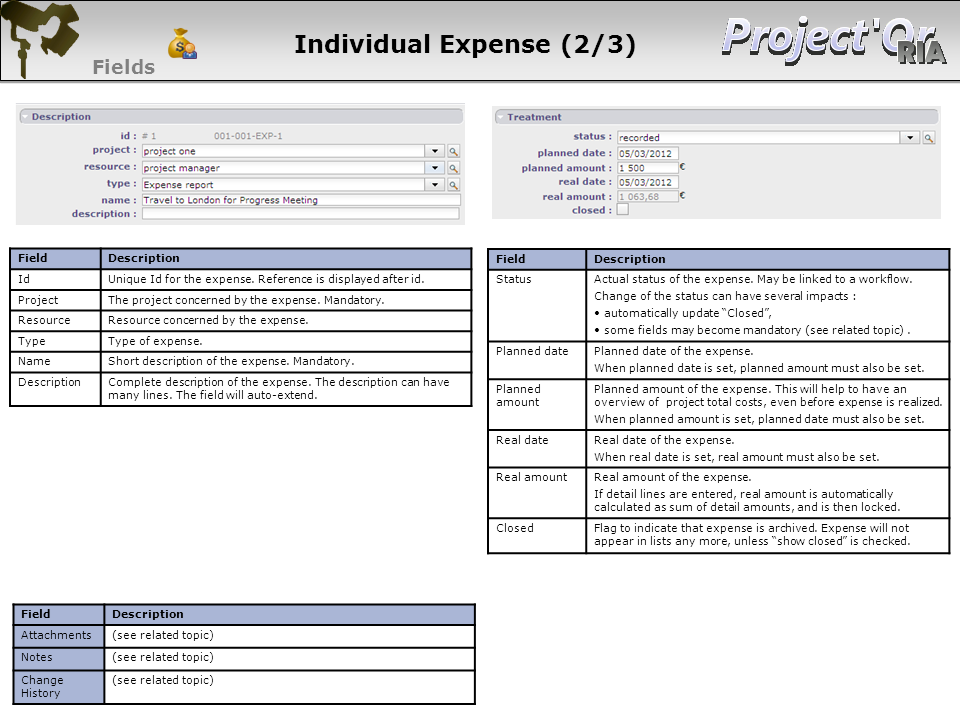 Individual Expense (2/3)
Project'Or
RIA
Fields
$
Description
id : # 1 001-001-EXP-1
project : project one
resource : project manager
type : Expense report
name : Travel to London for Progress Meeting
description :
Treatment
status : recorded
planned date : 05/03/2012
planned amount : 1 500 €
real date : 05/03/2012
real amount : 1 063,68 €
closed :
Field Description
Id Unique Id for the expense. Reference is displayed after id.
Project The project concerned by the expense. Mandatory.
Resource Resource concerned by the expense.
Type Type of expense.
Name Short description of the expense. Mandatory.
Description Complete description of the expense. The description can have
many lines. The field will auto-extend.
Field Description
Status Actual status of the expense. May be linked to a workflow.
Change of the status can have several impacts :
• automatically update “Closed”,
• some fields may become mandatory (see related topic) .
Planned date Planned date of the expense.
When planned date is set, planned amount must also be set.
Planned Planned amount of the expense. This will help to have an
amount overview of project total costs, even before expense is realized.
When planned amount is set, planned date must also be set.
Real date Real date of the expense.
When real date is set, real amount must also be set.
Real amount Real amount of the expense.
If detail lines are entered, real amount is automatically
calculated as sum of detail amounts, and is then locked.
Closed Flag to indicate that expense is archived. Expense will not
appear in lists any more, unless “show closed” is checked.
Field Description
Attachments (see related topic)
Notes (see related topic)
Change (see related topic)
History